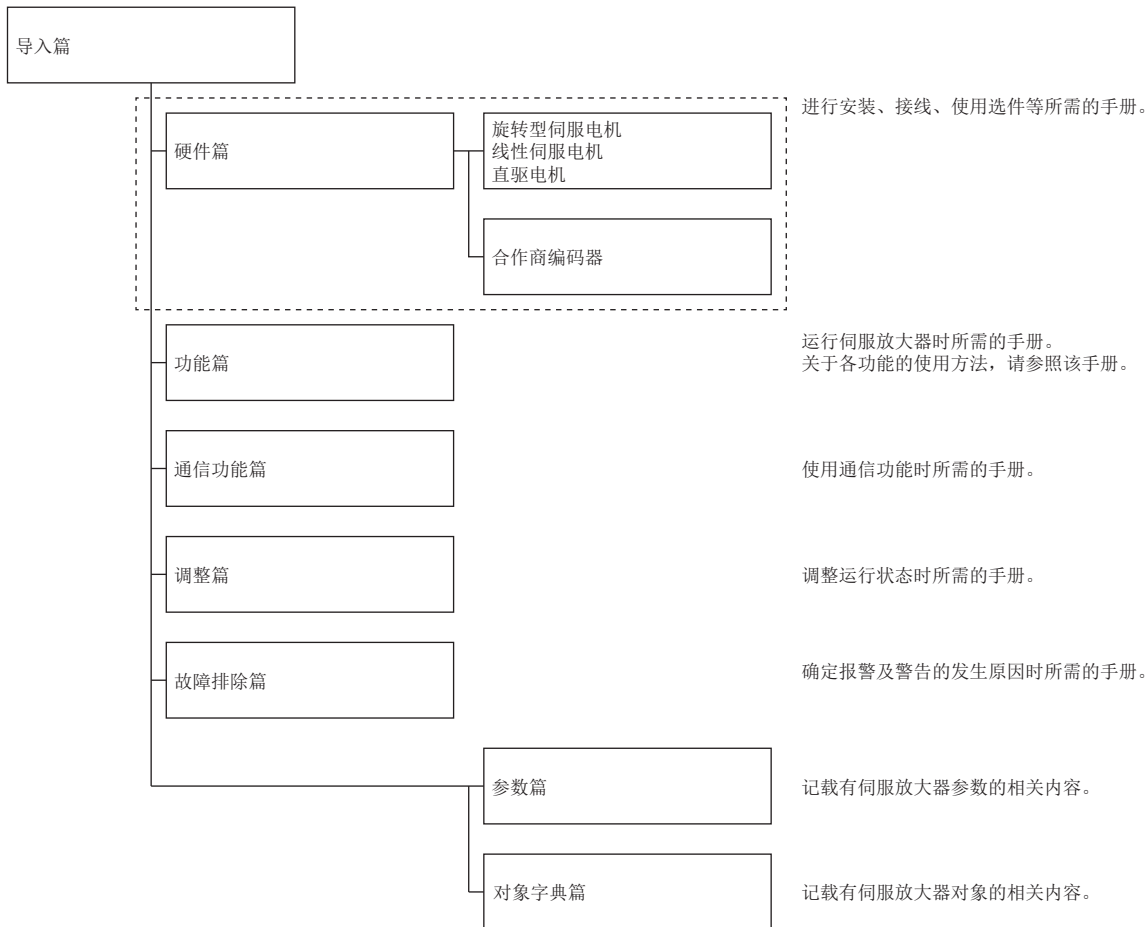 导入篇
进行安装、接线、使用选件等所需的手册。
硬件篇
旋转型伺服电机
线性伺服电机
直驱电机
合作商编码器
功能篇
运行伺服放大器时所需的手册。
关于各功能的使用方法，请参照该手册。
通信功能篇
使用通信功能时所需的手册。
调整篇
调整运行状态时所需的手册。
故障排除篇
确定报警及警告的发生原因时所需的手册。
参数篇
记载有伺服放大器参数的相关内容。
对象字典篇
记载有伺服放大器对象的相关内容。